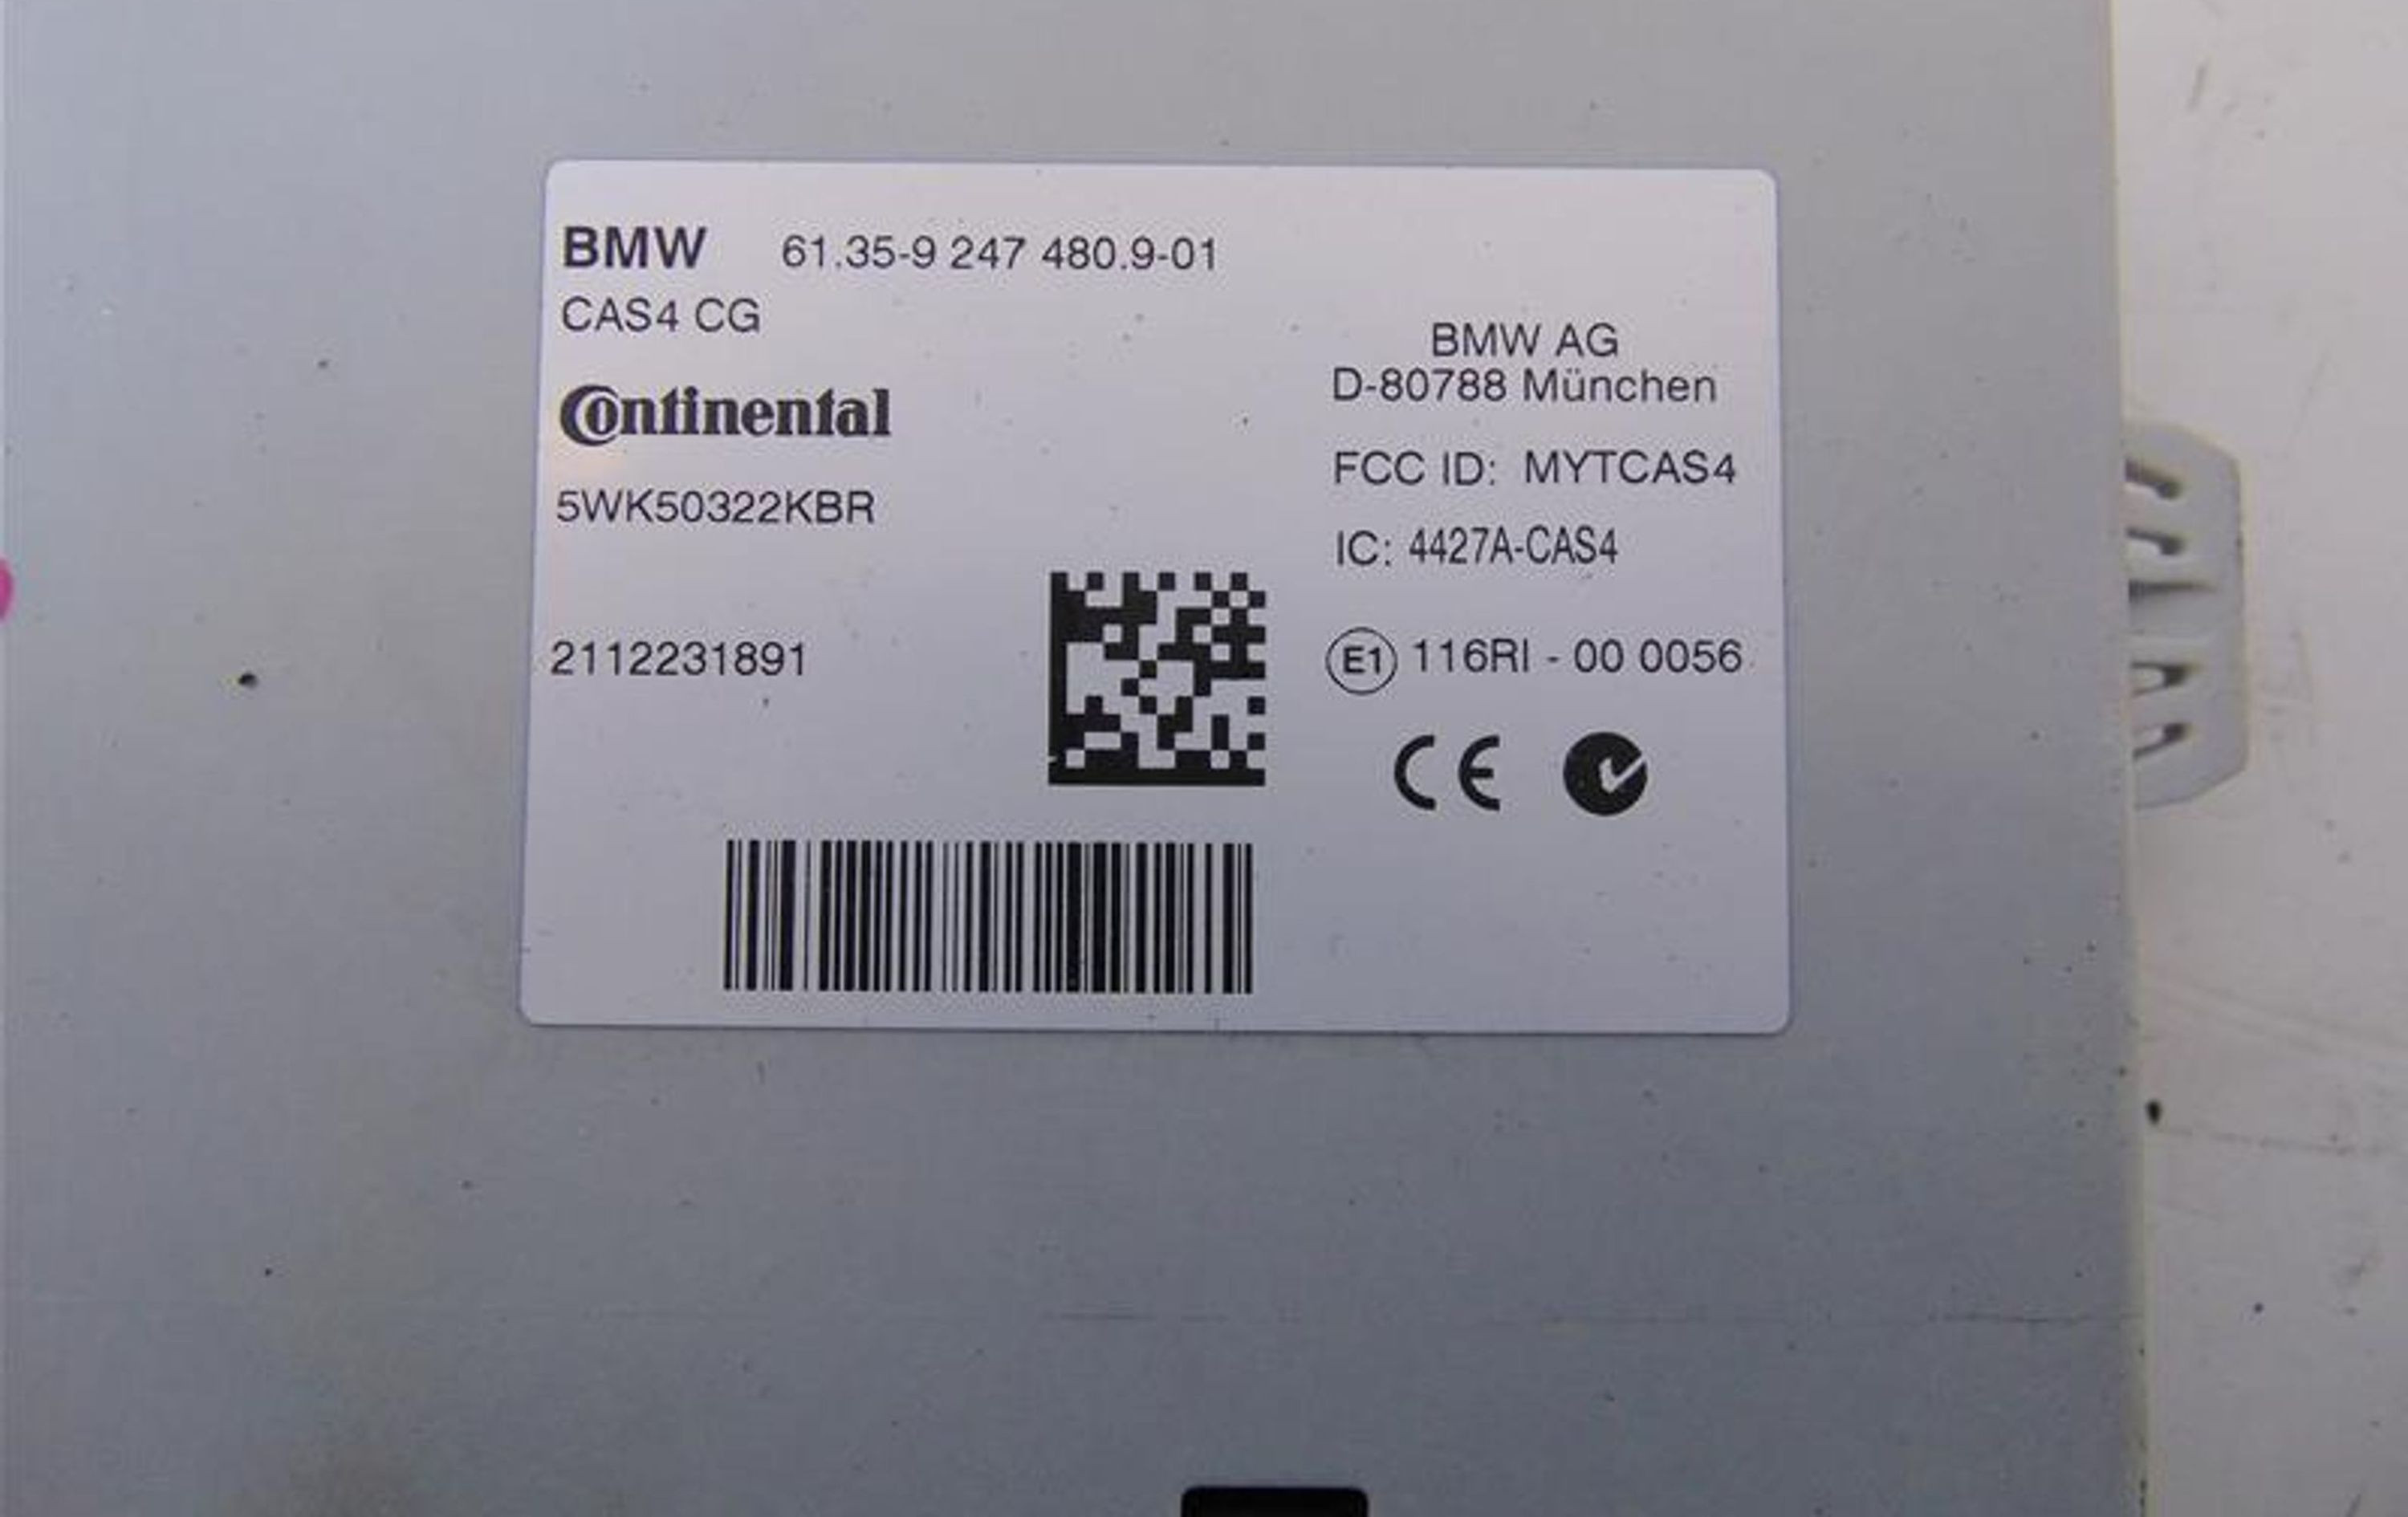 BMW 61.35-9 247 480.9-01
CAS4 CG
Continental
5WK50322KBR
2112231891
BMW AG
D-80788 München
FCC ID: MYTCAS4
IC: 4427A-CAS4
E1 116RI - 00 0056
CE